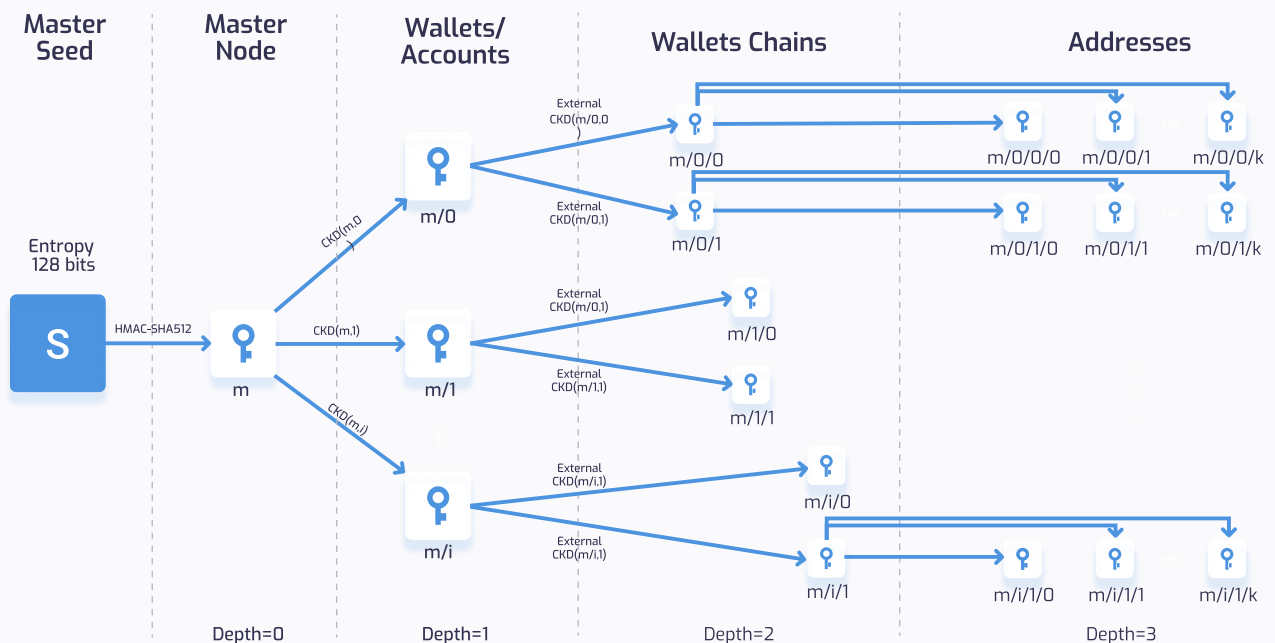 Master
Seed
Master
Node
Wallets/
Accounts
Wallets Chains
Addresses
External
CKD(m/0,0
)
m/0/0
m/0/0/0
m/0/0/1
m/0/0/k
CKD(m,0
)
m/0
External
CKD(m/0,1)
m/0/1
m/0/1/0
m/0/1/1
m/0/1/k
Entropy
128 bits
S
HMAC-SHA512
m
CKD(m,1)
m/1
External
CKD(m/0,1)
m/1/0
External
CKD(m/1,1)
m/1/1
CKD(m,i)
m/i
External
CKD(m/i,1)
m/i/0
External
CKD(m/i,1)
m/i/1
m/i/1/0
m/i/1/1
m/i/1/k
Depth=0
Depth=1
Depth=2
Depth=3